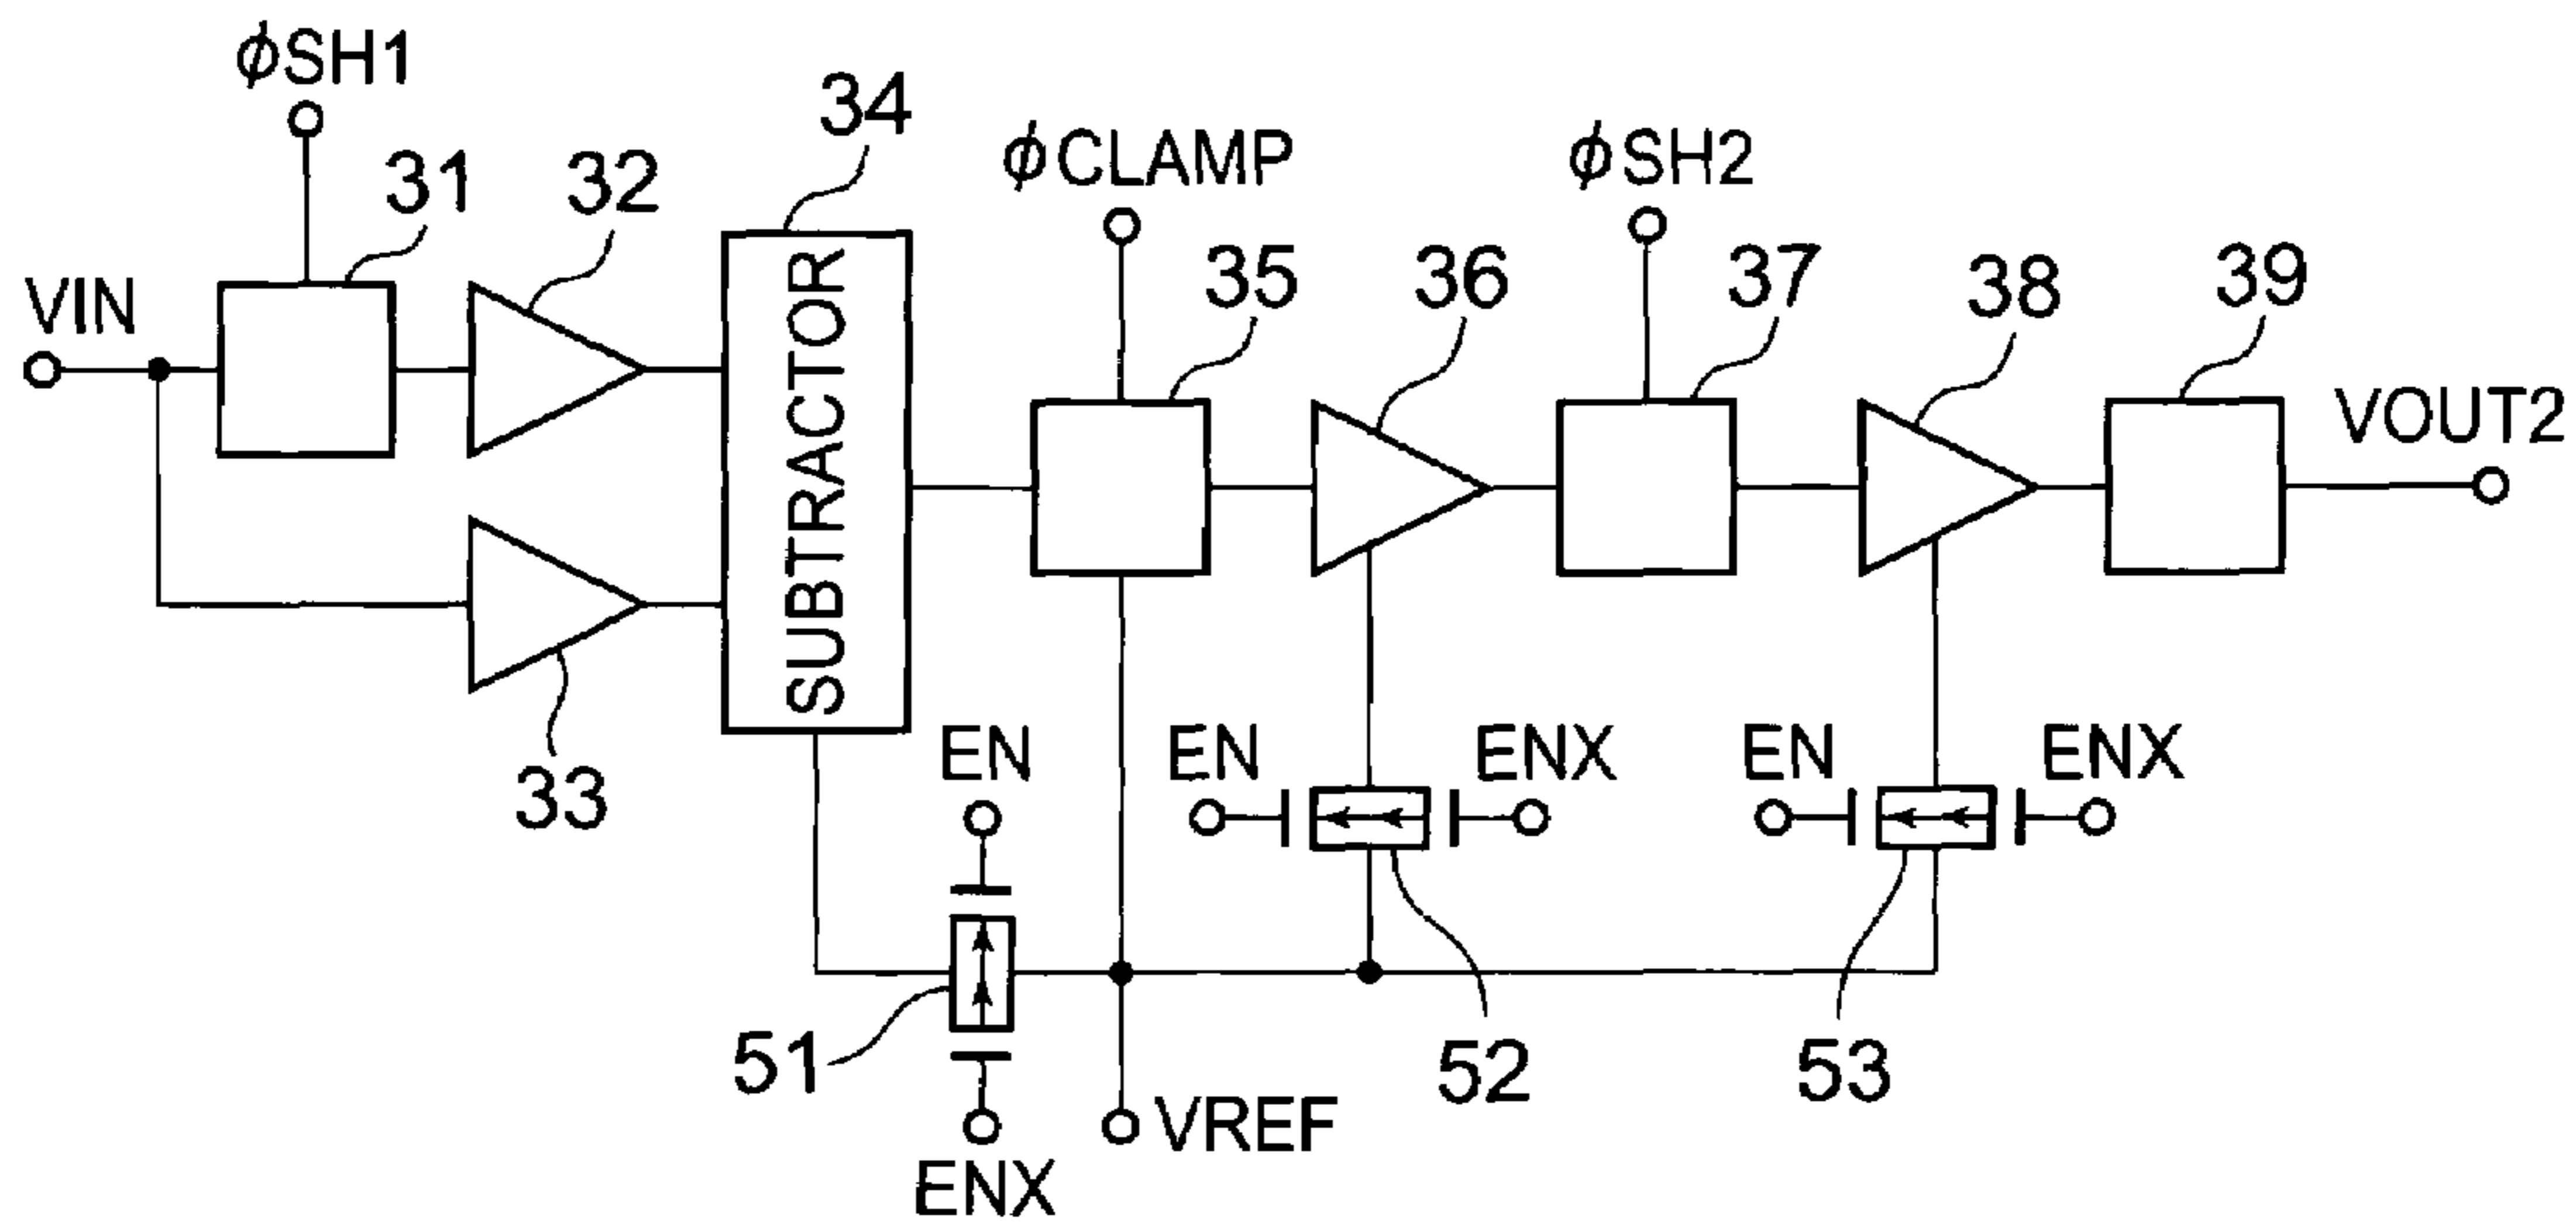 ϕSH1
31
32
34
ϕCLAMP
ϕSH2
VIN
35
36
37
38
39
VOUT2
SUBTRACTOR
33
EN
EN
ENX
EN
ENX
51
52
53
VREF
ENX